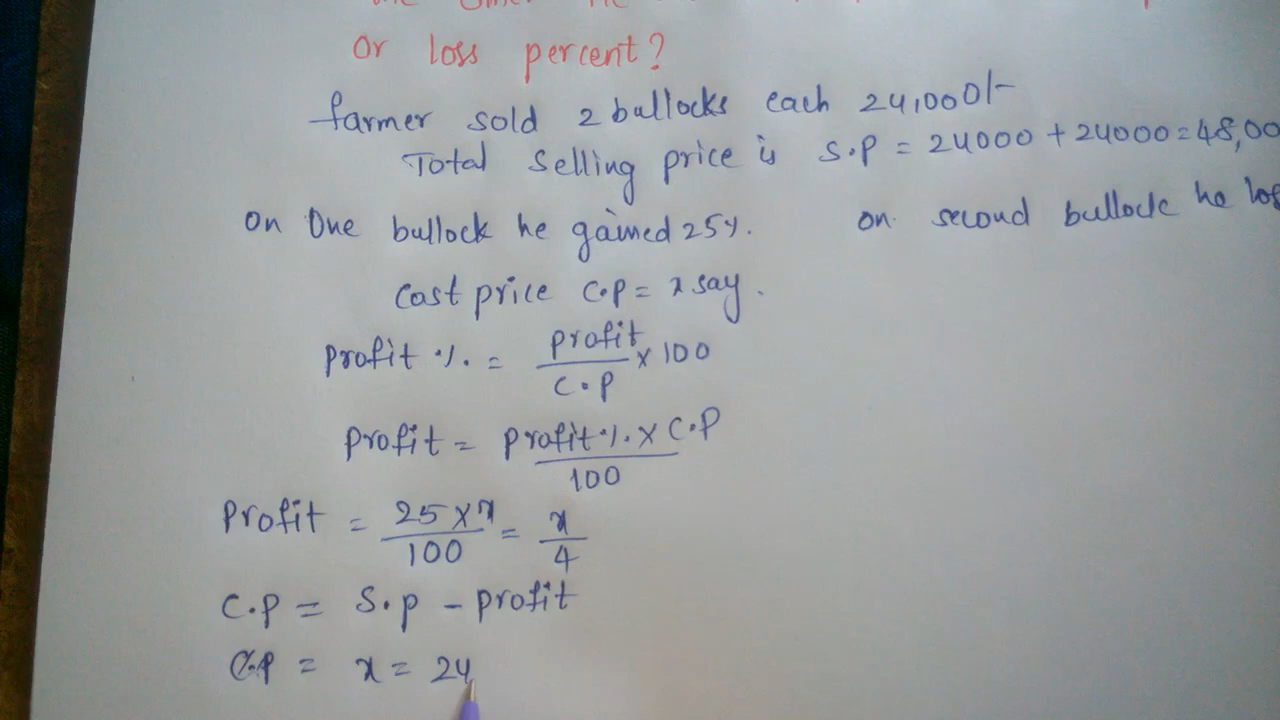 or loss percent?
farmer sold 2 bullocks each 24,000/-
Total selling price is S.P = 24000 + 24000 = 48,00
on One bullock he gained 25%. on second bullock he los
Cost price C.P = x say.
profit %. = profit/C.P x 100
profit = profit %. x C.P/100
Profit = 25 x x/100 = x/4
C.P = S.P - profit
C.P = x = 24